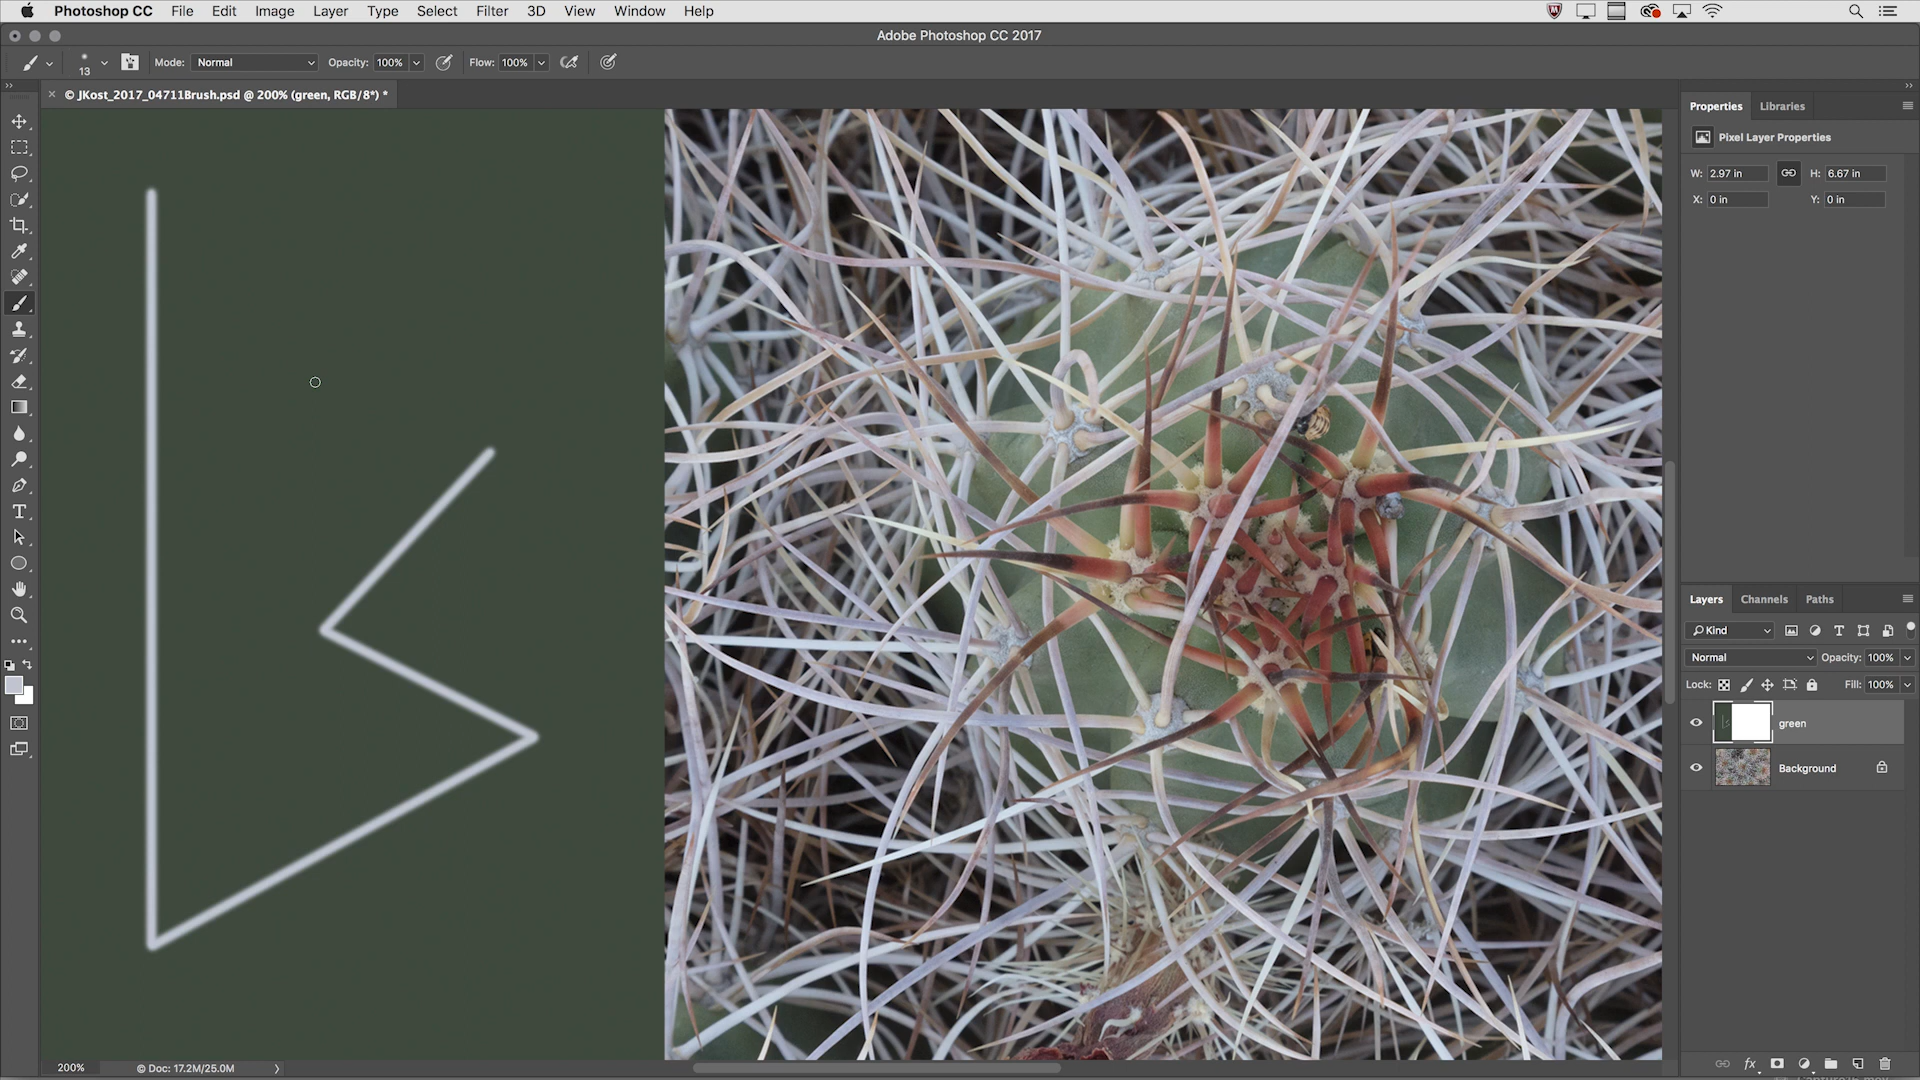 Photoshop CC File Edit Image Layer Type Select Filter 3D View Window Help
Adobe Photoshop CC 2017
13 Mode: Normal Opacity: 100% Flow: 100%
© JKost_2017_04711Brush.psd @ 200% (green, RGB/8*) *
Properties Libraries
Pixel Layer Properties
W: 2.97 in H: 6.67 in
X: 0 in Y: 0 in
Layers Channels Paths
Kind
Normal Opacity: 100%
Lock: Fill: 100%
green
Background
200% © Doc: 17.2M/25.0M